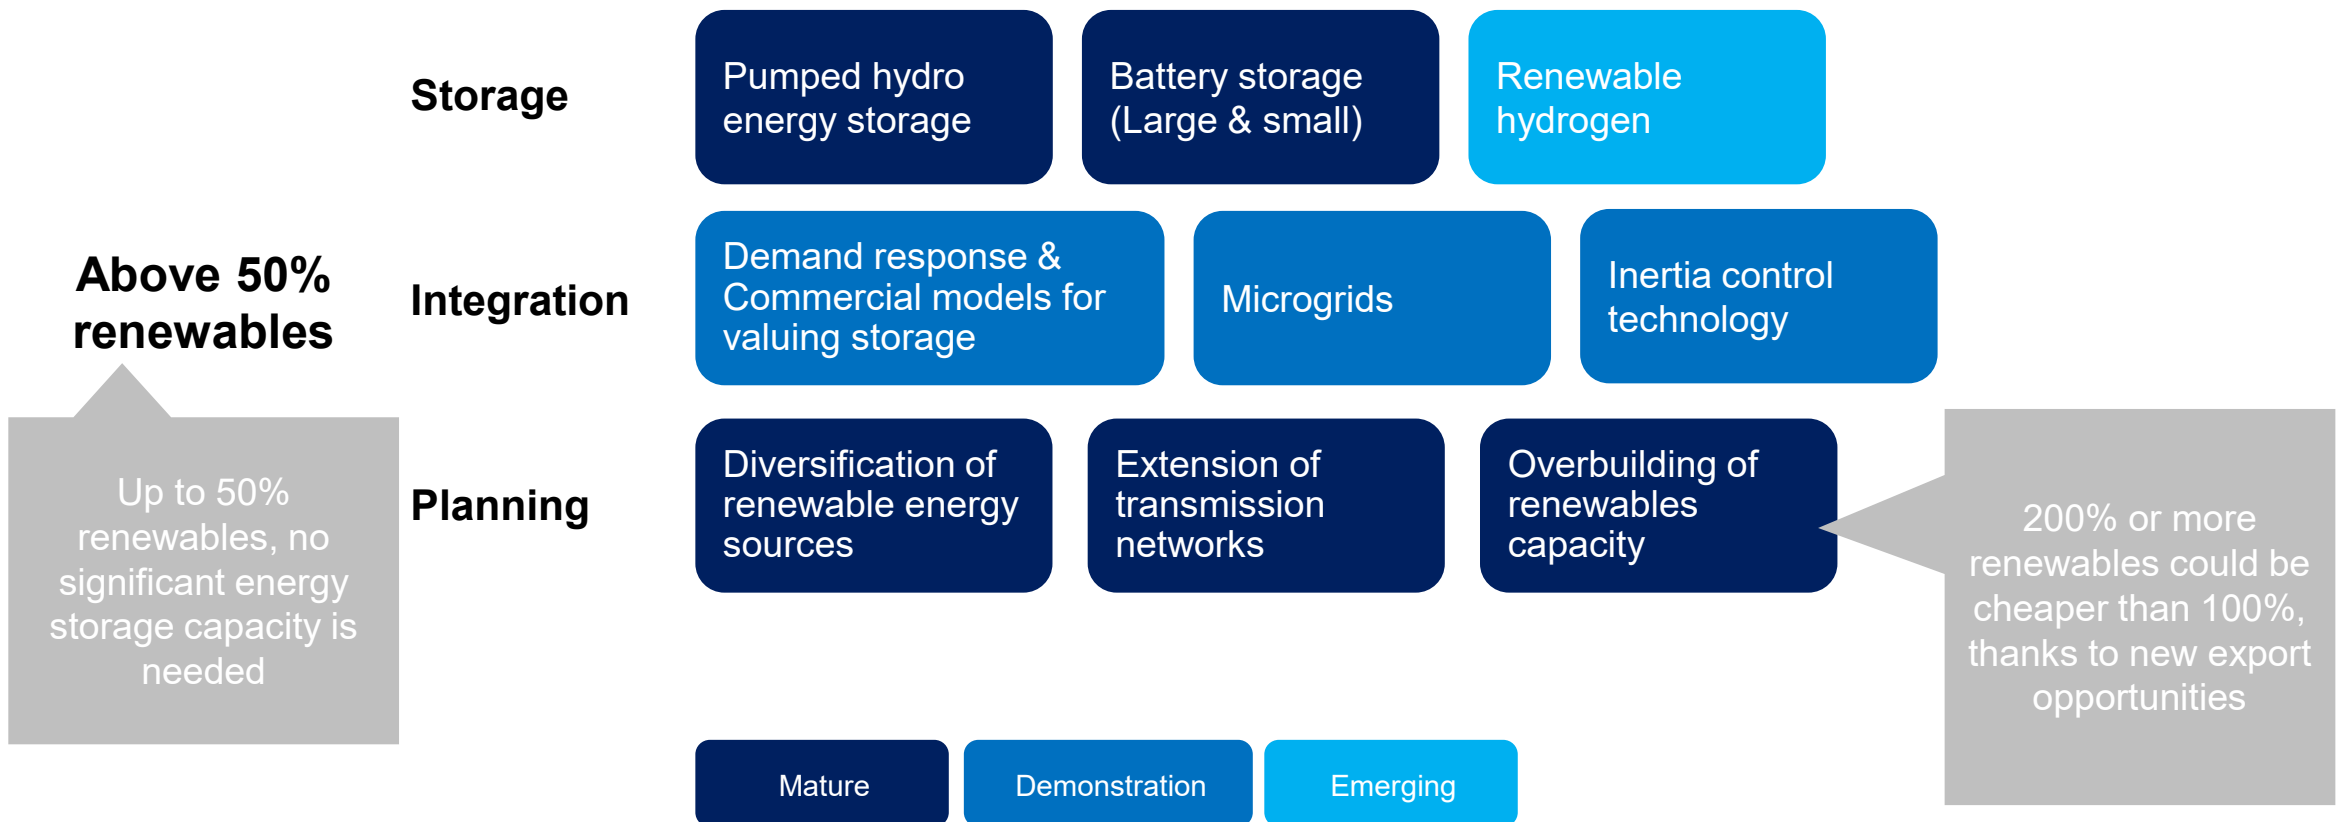 Storage
Pumped hydro
energy storage
Battery storage
(Large & small)
Renewable
hydrogen
Above 50%
renewables
Integration
Demand response &
Commercial models for
valuing storage
Microgrids
Inertia control
technology
Up to 50%
renewables, no
significant energy
storage capacity is
needed
Planning
Diversification of
renewable energy
sources
Extension of
transmission
networks
Overbuilding of
renewables
capacity
200% or more
renewables could be
cheaper than 100%,
thanks to new export
opportunities
Mature
Demonstration
Emerging